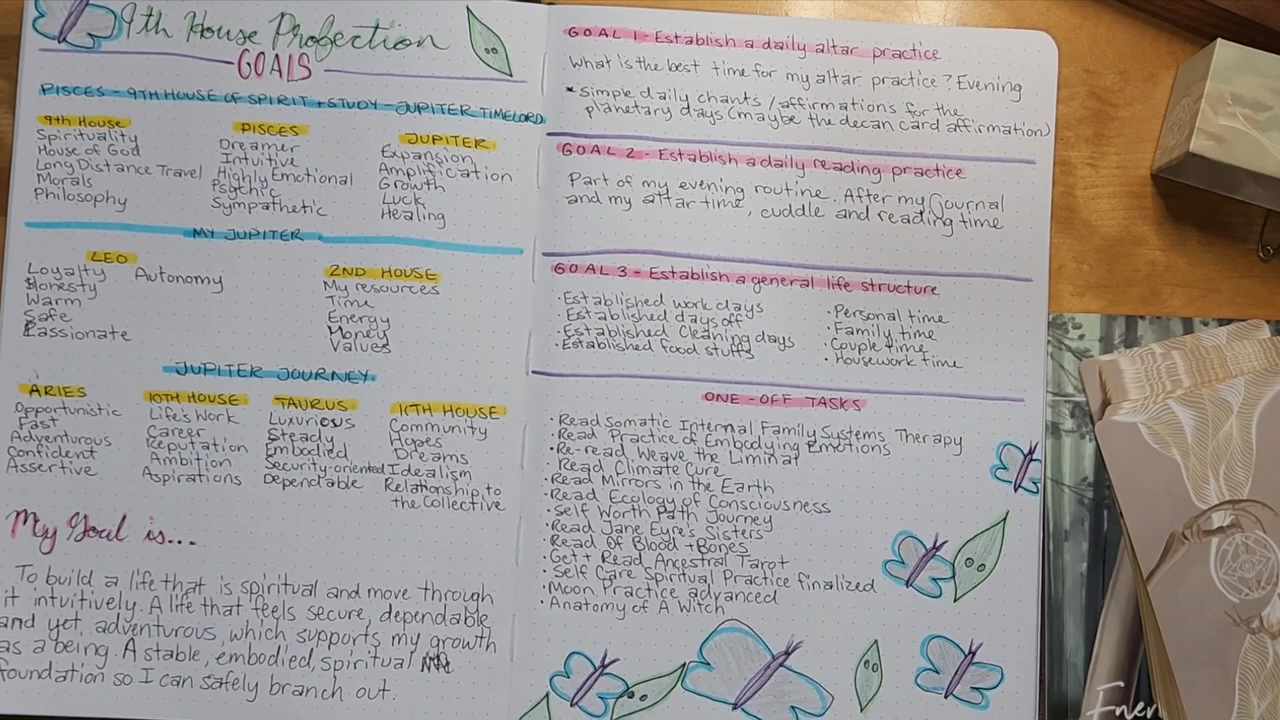 9th House Profection
GOALS
PISCES - 9TH HOUSE OF SPIRIT + STUDY - JUPITER TIMELORD
9th House
Spirituality
House of God
Long Distance Travel
Morals
Philosophy
PISCES
Dreamer
Intuitive
Highly Emotional
Psychic
Sympathetic
JUPITER
Expansion
Amplification
Growth
Luck
Healing
MY JUPITER
LEO
Loyalty Autonomy
Honesty
Warm
Safe
Passionate
2ND HOUSE
My resources
Time
Energy
Money
Values
JUPITER JOURNEY
ARIES
Opportunistic
Fast
Adventurous
Confident
Assertive
10TH HOUSE
Life's Work
Career
Reputation
Ambition
Aspirations
TAURUS
Luxurious
Steady
Embodied
Security-oriented
Dependable
11TH HOUSE
Community
Hopes
Dreams
Idealism
Relationship to
the Collective
My Goal is...
To build a life that is spiritual and move through
it intuitively. A life that feels secure, dependable
and yet, adventurous, which supports my growth
as a being. A stable, embodied, spiritual
foundation so I can safely branch out.
GOAL 1 - Establish a daily altar practice
What is the best time for my altar practice? Evening
*simple daily chants / affirmations for the
planetary days (maybe the decan card affirmation)
GOAL 2 - Establish a daily reading practice
Part of my evening routine. After my journal
and my altar time, cuddle and reading time
GOAL 3 - Establish a general life structure
· Established work days
· Established days off
· Established Cleaning days
· Established food stuffs
· Personal time
· Family time
· Couple time
· Housework time
ONE-OFF TASKS
· Read Somatic Internal Family Systems Therapy
· Read Practice of Embodying Emotions
· Re-read Weave the Liminal
· Read Climate Cure
· Read Mirrors in the Earth
· Read Ecology of Consciousness
· Self Worth Path Journey
· Read Jane Eyre's Sisters
· Read Of Blood + Bones
· Get + Read Ancestral Tarot
· Self Care Spiritual Practice finalized
· Moon Practice advanced
· Anatomy of A Witch